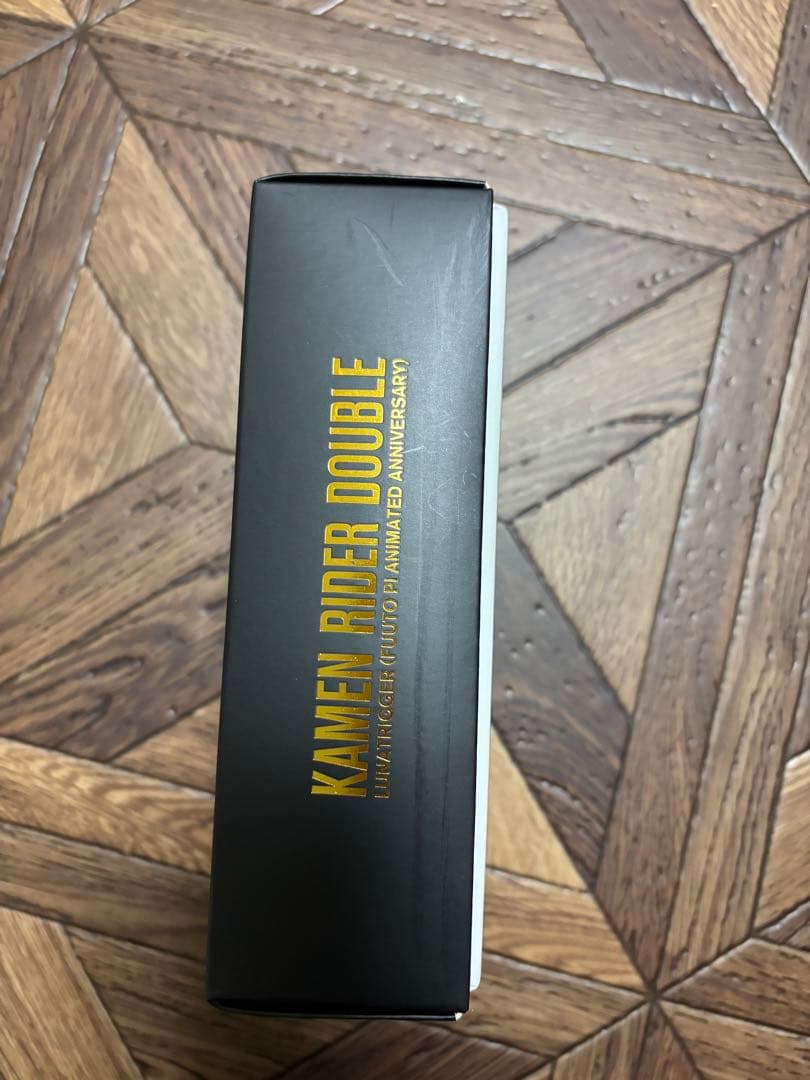 KAMEN RIDER DOUBLE
LUNATRIGGER (FUUTO PI ANIMATED ANNIVERSARY)